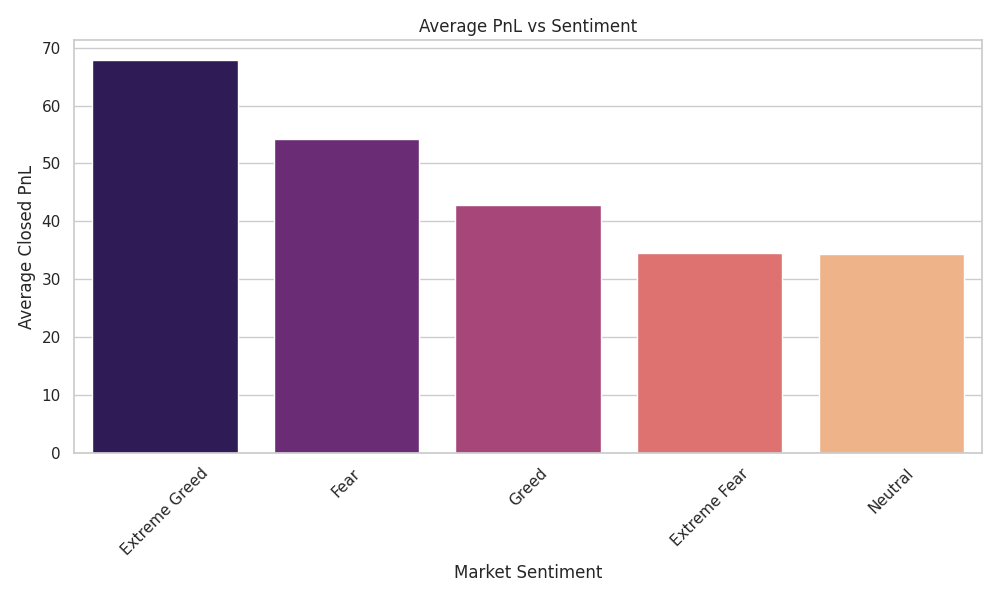 Average PnL vs Sentiment
70
60
50
40
30
20
10
0
Average Closed PnL
Extreme Greed
Fear
Greed
Extreme Fear
Neutral
Market Sentiment